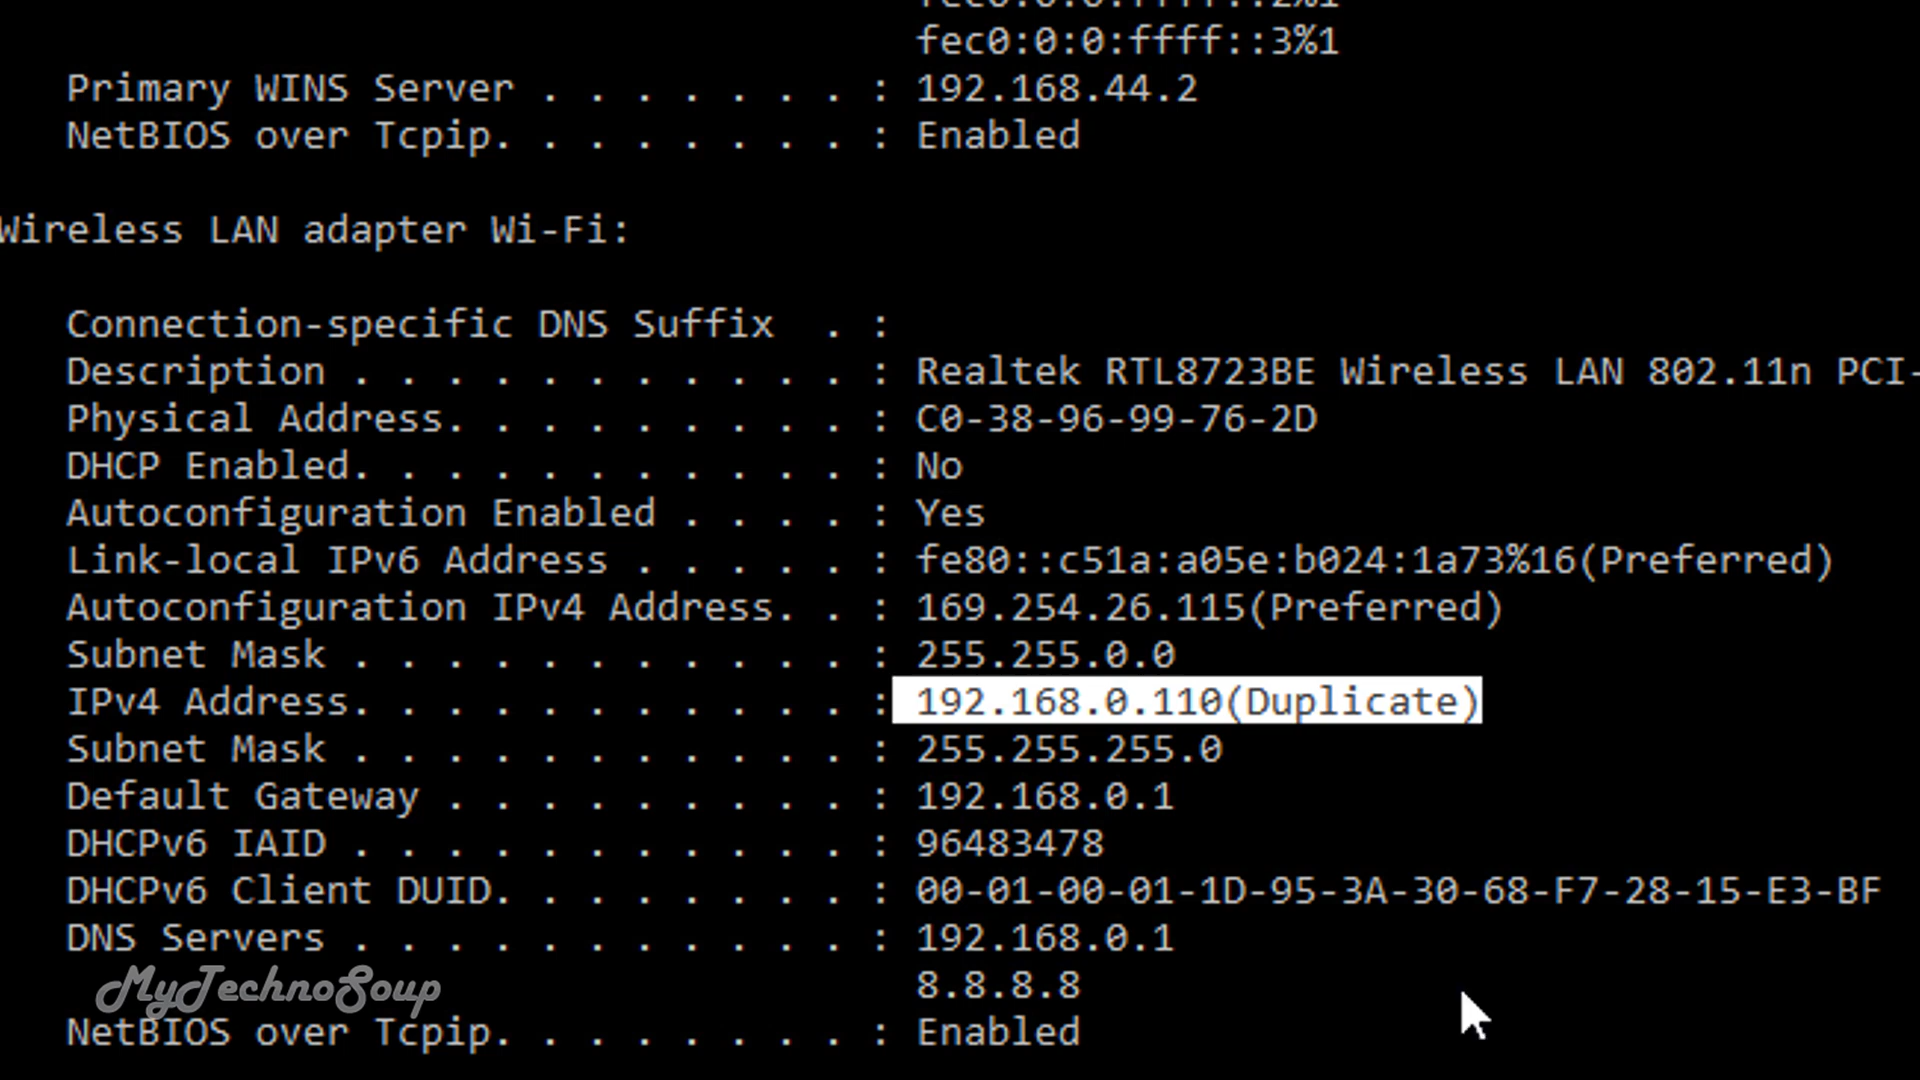 fec0:0:0:ffff::2%1
fec0:0:0:ffff::3%1
Primary WINS Server . . . . . . . : 192.168.44.2
NetBIOS over Tcpip. . . . . . . . : Enabled
Wireless LAN adapter Wi-Fi:
Connection-specific DNS Suffix  . :
Description . . . . . . . . . . . : Realtek RTL8723BE Wireless LAN 802.11n PCI-
Physical Address. . . . . . . . . : C0-38-96-99-76-2D
DHCP Enabled. . . . . . . . . . . : No
Autoconfiguration Enabled . . . . : Yes
Link-local IPv6 Address . . . . . : fe80::c51a:a05e:b024:1a73%16(Preferred)
Autoconfiguration IPv4 Address. . : 169.254.26.115(Preferred)
Subnet Mask . . . . . . . . . . . : 255.255.0.0
IPv4 Address. . . . . . . . . . . : 192.168.0.110(Duplicate)
Subnet Mask . . . . . . . . . . . : 255.255.255.0
Default Gateway . . . . . . . . . : 192.168.0.1
DHCPv6 IAID . . . . . . . . . . . : 96483478
DHCPv6 Client DUID. . . . . . . . : 00-01-00-01-1D-95-3A-30-68-F7-28-15-E3-BF
DNS Servers . . . . . . . . . . . : 192.168.0.1
8.8.8.8
MyTechnoSoup
NetBIOS over Tcpip. . . . . . . . : Enabled